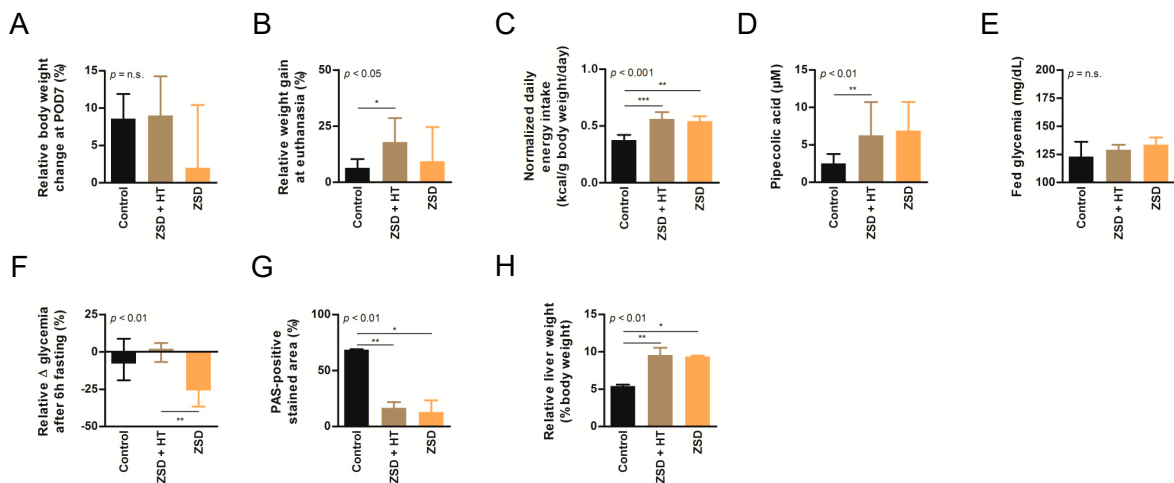 A
Relative body weight
change at POD7 (%)
p = n.s.
15
10
5
0
Control
ZSD + HT
ZSD
B
Relative weight gain
at euthanasia (%)
p < 0.05
50
25
0
*
Control
ZSD + HT
ZSD
C
Normalized daily
energy intake
(kcal/g body weight/day)
p < 0.001
1.0
0.5
0.0
**
***
Control
ZSD + HT
ZSD
D
Pipecolic acid (µM)
p < 0.01
15
10
5
0
**
Control
ZSD + HT
ZSD
E
Fed glycemia (mg/dL)
p = n.s.
200
175
150
125
100
Control
ZSD + HT
ZSD
F
Relative Δ glycemia
after 6h fasting (%)
p < 0.01
25
0
-25
-50
**
Control
ZSD + HT
ZSD
G
PAS-positive
stained area (%)
p < 0.01
100
50
0
*
**
Control
ZSD + HT
ZSD
H
Relative liver weight
(% body weight)
p < 0.01
15
10
5
0
*
**
Control
ZSD + HT
ZSD